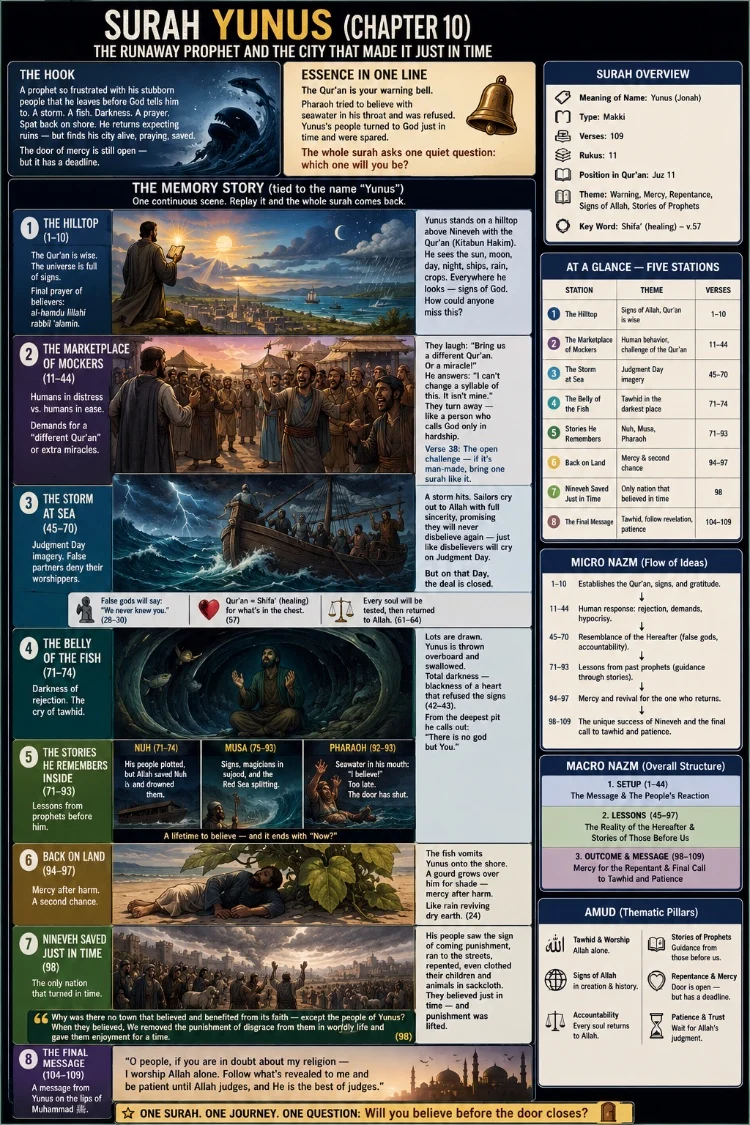 SURAH YUNUS (CHAPTER 10)
THE RUNAWAY PROPHET AND THE CITY THAT MADE IT JUST IN TIME
THE HOOK
A prophet so frustrated with his stubborn
people that he leaves before God tells him
to. A storm. A fish. Darkness. A prayer.
Spat back on shore. He returns expecting
ruins — but finds his city alive, praying, saved.
The door of mercy is still open —
but it has a deadline.
ESSENCE IN ONE LINE
The Qur'an is your warning bell.
Pharaoh tried to believe with
seawater in his throat and was refused.
Yunus's people turned to God just in
time and were spared.
The whole surah asks one quiet question:
which one will you be?
THE MEMORY STORY (tied to the name “Yunus”)
One continuous scene. Replay it and the whole surah comes back.
1 THE HILLTOP
(1–10)
The Qur'an is wise.
The universe is full
of signs.
Final prayer of
believers:
al-hamdu lillahi
rabbil 'alamin.
Yunus stands on a hilltop
above Nineveh with the
Qur'an (Kitabun Hakim).
He sees the sun, moon,
day, night, ships, rain,
crops. Everywhere he
looks — signs of God.
How could anyone
miss this?
2 THE MARKETPLACE
OF MOCKERS
(11–44)
Humans in distress
vs. humans in ease.
Demands for a
“different Qur'an”
or extra miracles.
They laugh: “Bring us
a different Qur'an.
Or a miracle!”
He answers: “I can't
change a syllable of
this. It isn't mine.”
They turn away —
like a person who
calls God only in
hardship.
Verse 38: The open
challenge — if it's
man-made, bring one
surah like it.
3 THE STORM
AT SEA
(45–70)
Judgment Day
imagery. False
partners deny their
worshippers.
A storm hits. Sailors cry
out to Allah with full
sincerity, promising
they will never
disbelieve again — just
like disbelievers will cry
on Judgment Day.
But on that Day,
the deal is closed.
False gods will say:
“We never knew you.”
(28–30)
Qur'an = Shifa' (healing)
for what's in the chest.
(57)
Every soul will be
tested, then returned
to Allah. (61–64)
4 THE BELLY
OF THE FISH
(71–74)
Darkness of
rejection. The
cry of tawhid.
Lots are drawn.
Yunus is thrown
overboard and
swallowed.
Total darkness —
blackness of a heart
that refused the signs
(42–43).
From the deepest pit
he calls out:
“There is no god
but You.”
5 THE STORIES
HE REMEMBERS
INSIDE
(71–93)
Lessons from
prophets before
him.
NUH (71–74)
His people plotted,
but Allah saved Nuh
and drowned
them.
MUSA (75–93)
Signs, magicians in
sujood, and the
Red Sea splitting.
PHARAOH (92–93)
Seawater in his mouth:
“I believe!”
Too late.
The door has shut.
A lifetime to believe — and it ends with “Now?”
6 BACK ON LAND
(94–97)
Mercy after harm.
A second chance.
The fish vomits
Yunus onto the shore.
A gourd grows over
him for shade —
mercy after harm.
Like rain reviving
dry earth. (24)
7 NINEVEH SAVED
JUST IN TIME
(98)
The only nation
that turned in time.
His people saw the sign
of coming punishment,
ran to the streets,
repented, even clothed
their children and
animals in sackcloth.
They believed just in
time — and
punishment was
lifted.
“ Why was there no town that believed and benefited from its faith — except the people of Yunus?
When they believed, We removed the punishment of disgrace from them in worldly life and
gave them enjoyment for a time. (98)
8 THE FINAL
MESSAGE
(104–109)
A message from
Yunus on the lips of
Muhammad ﷺ.
“O people, if you are in doubt about my religion —
I worship Allah alone. Follow what's revealed to me and
be patient until Allah judges, and He is the best of judges.”
ONE SURAH. ONE JOURNEY. ONE QUESTION: Will you believe before the door closes?
SURAH OVERVIEW
Meaning of Name: Yunus (Jonah)
Type: Makki
Verses: 109
Rukus: 11
Position in Qur'an: Juz 11
Theme: Warning, Mercy, Repentance,
Signs of Allah, Stories of Prophets
Key Word: Shifa' (healing) – v.57
AT A GLANCE — FIVE STATIONS
STATION THEME VERSES
1 The Hilltop Signs of Allah, Qur'an is wise 1–10
2 The Marketplace of Mockers Human behavior, challenge of the Qur'an 11–44
3 The Storm at Sea Judgment Day imagery 45–70
4 The Belly of the Fish Tawhid in the darkest place 71–74
5 Stories He Remembers Nuh, Musa, Pharaoh 71–93
6 Back on Land Mercy & second chance 94–97
7 Nineveh Saved Just in Time Only nation that believed in time 98
8 The Final Message Tawhid, follow revelation, patience 104–109
MICRO NAZM (Flow of Ideas)
1–10 Establishes the Qur'an, signs, and gratitude.
11–44 Human response: rejection, demands,
hypocrisy.
45–70 Resemblance of the Hereafter (false gods,
accountability).
71–93 Lessons from past prophets (guidance
through stories).
94–97 Mercy and revival for the one who returns.
98–109 The unique success of Nineveh and the final
call to tawhid and patience.
MACRO NAZM (Overall Structure)
1. SETUP (1–44)
The Message & The People's Reaction
2. LESSONS (45–97)
The Reality of the Hereafter &
Stories of Those Before Us
3. OUTCOME & MESSAGE (98–109)
Mercy for the Repentant & Final Call
to Tawhid and Patience
AMUD (Thematic Pillars)
الله
Tawhid & Worship
Allah alone.
Stories of Prophets
Guidance from
those before us.
Signs of Allah
in creation & history.
Repentance & Mercy
Door is open —
but has a deadline.
Accountability
Every soul returns
to Allah.
Patience & Trust
Wait for Allah's
judgment.